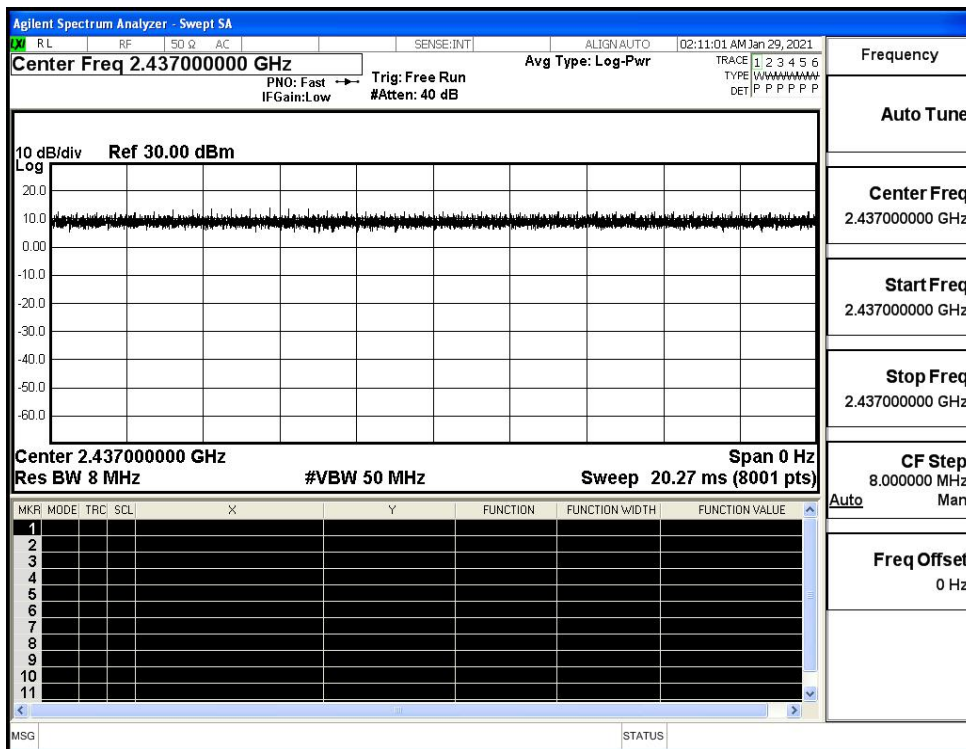 Agilent Spectrum Analyzer - Swept SA
LXI RL RF 50 Ω AC SENSE:INT ALIGNAUTO 02:11:01 AM Jan 29, 2021
Center Freq 2.437000000 GHz
PNO: Fast
IFGain:Low
Trig: Free Run
#Atten: 40 dB
Avg Type: Log-Pwr
TRACE 1 2 3 4 5 6
TYPE WWWWWW
DET P P P P P P
10 dB/div Ref 30.00 dBm
Log
20.0
10.0
0.00
-10.0
-20.0
-30.0
-40.0
-50.0
-60.0
Center 2.437000000 GHz Span 0 Hz
Res BW 8 MHz #VBW 50 MHz Sweep 20.27 ms (8001 pts)
MKR MODE TRC SCL X Y FUNCTION FUNCTION WIDTH FUNCTION VALUE
1
2
3
4
5
6
7
8
9
10
11
MSG STATUS
Frequency
Auto Tune
Center Freq
2.437000000 GHz
Start Freq
2.437000000 GHz
Stop Freq
2.437000000 GHz
CF Step
8.000000 MHz
Auto Man
Freq Offset
0 Hz